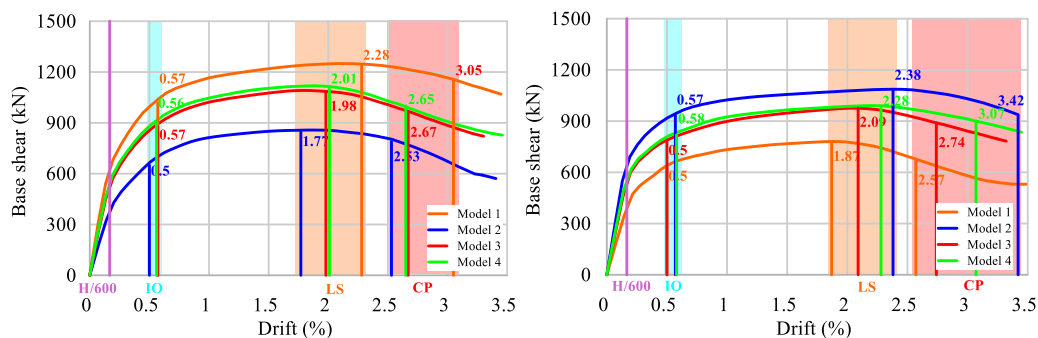 1500
1200
900
600
300
0
Base shear (kN)
0.57
0.56
0.57
0.5
2.28
2.01
1.98
1.77
3.05
2.65
2.67
2.53
Model 1
Model 2
Model 3
Model 4
H/600
IO
LS
CP
0 0.5 1 1.5 2 2.5 3 3.5
Drift (%)
1500
1200
900
600
300
0
Base shear (kN)
0.57
0.58
0.5
0.5
2.38
2.28
2.09
1.87
3.42
3.07
2.74
2.57
Model 1
Model 2
Model 3
Model 4
H/600
IO
LS
CP
0 0.5 1 1.5 2 2.5 3 3.5
Drift (%)